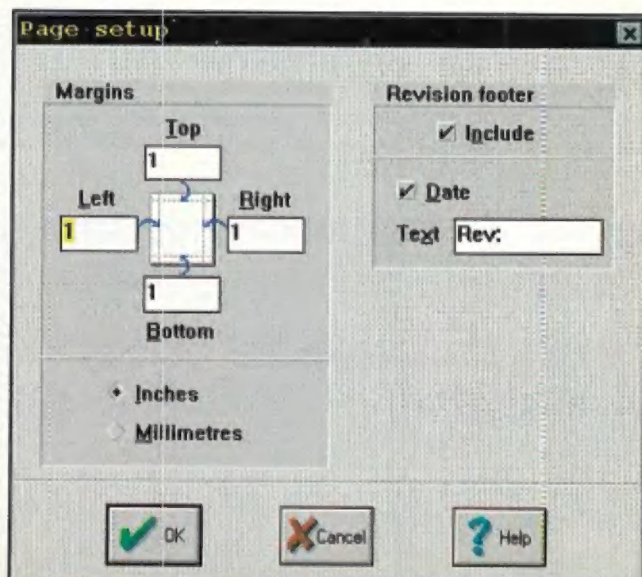 Page setup
Margins
Top
1
Left
Right
1
1
1
Bottom
Inches
Millimetres
Revision footer
Include
Date
Text Rev:
OK
Cancel
Help